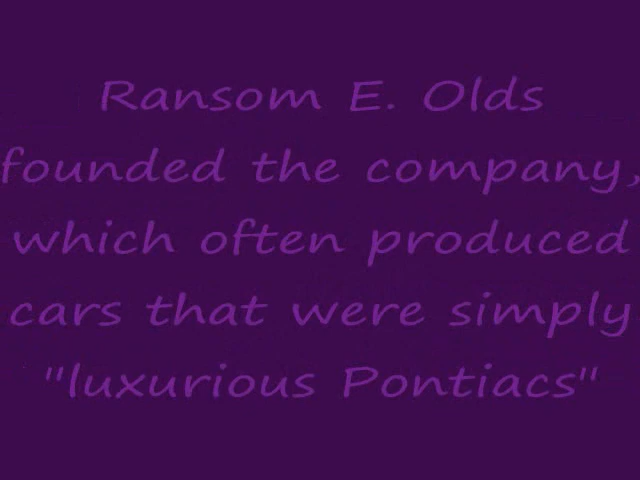 Ransom E. Olds
founded the company,
which often produced
cars that were simply
"luxurious Pontiacs"